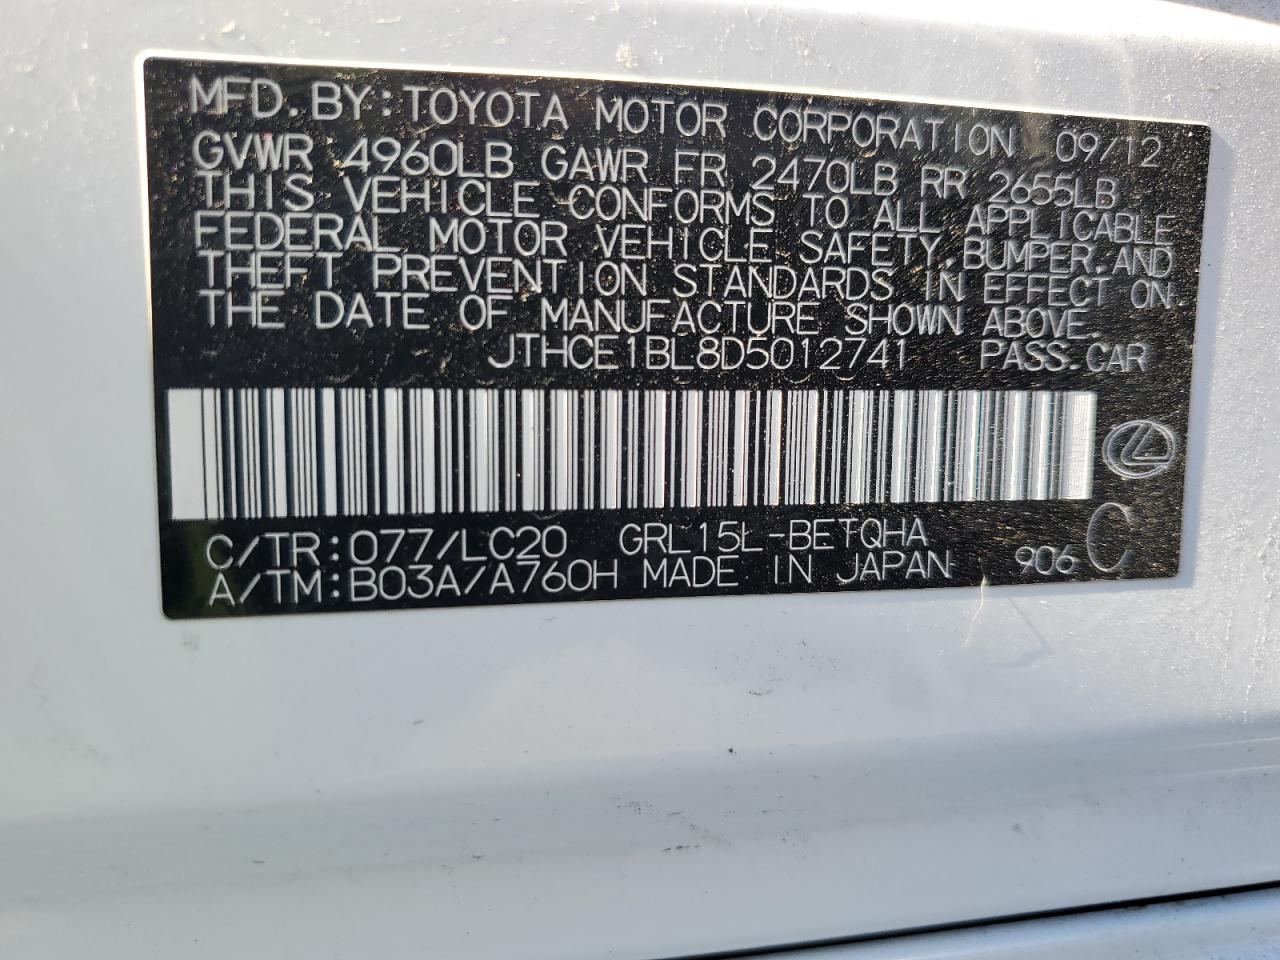 MFD. BY: TOYOTA MOTOR CORPORATION 09/12
GVWR 4960LB GAWR FR 2470LB RR 2655LB
THIS VEHICLE CONFORMS TO ALL APPLICABLE
FEDERAL MOTOR VEHICLE SAFETY, BUMPER, AND
THEFT PREVENTION STANDARDS IN EFFECT ON
THE DATE OF MANUFACTURE SHOWN ABOVE.
JTHCE1BL8D5012741 PASS. CAR
C/TR: 077/LC20 GRL15L-BETQHA
A/TM: B03A/A760H MADE IN JAPAN 906 C